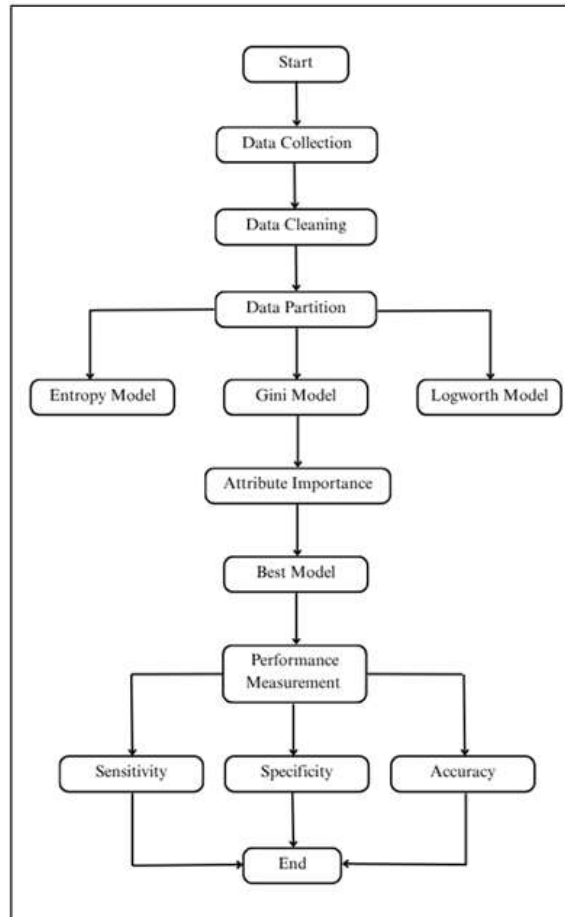 Start
Data Collection
Data Cleaning
Data Partition
Entropy Model
Gini Model
Logworth Model
Attribute Importance
Best Model
Performance
Measurement
Sensitivity
Specificity
Accuracy
End